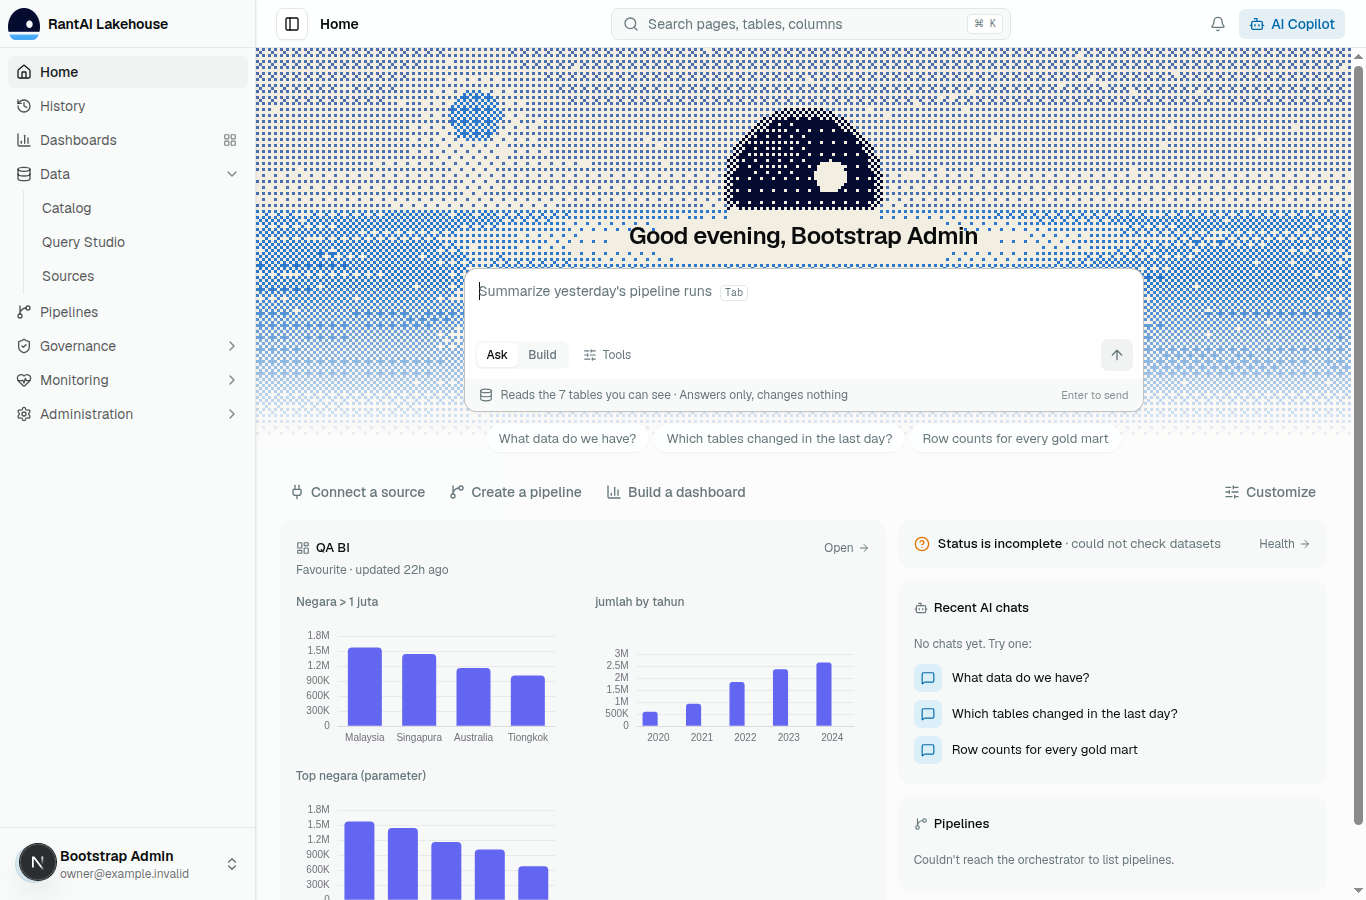 RantAI Lakehouse
Home
Search pages, tables, columns
⌘ K
AI Copilot
Home
History
Dashboards
Data
Catalog
Query Studio
Sources
Pipelines
Governance
Monitoring
Administration
Good evening, Bootstrap Admin
Summarize yesterday's pipeline runs Tab
Ask Build Tools
Reads the 7 tables you can see · Answers only, changes nothing
Enter to send
What data do we have?
Which tables changed in the last day?
Row counts for every gold mart
Connect a source
Create a pipeline
Build a dashboard
Customize
QA BI
Open
Favourite · updated 22h ago
Negara > 1 juta
1.8M
1.5M
1.2M
900K
600K
300K
0
Malaysia Singapura Australia Tiongkok
jumlah by tahun
3M
2.5M
2M
1.5M
1M
500K
0
2020 2021 2022 2023 2024
Top negara (parameter)
1.8M
1.5M
1.2M
900K
600K
300K
0
Status is incomplete · could not check datasets
Health
Recent AI chats
No chats yet. Try one:
What data do we have?
Which tables changed in the last day?
Row counts for every gold mart
Pipelines
Couldn't reach the orchestrator to list pipelines.
N
Bootstrap Admin
owner@example.invalid